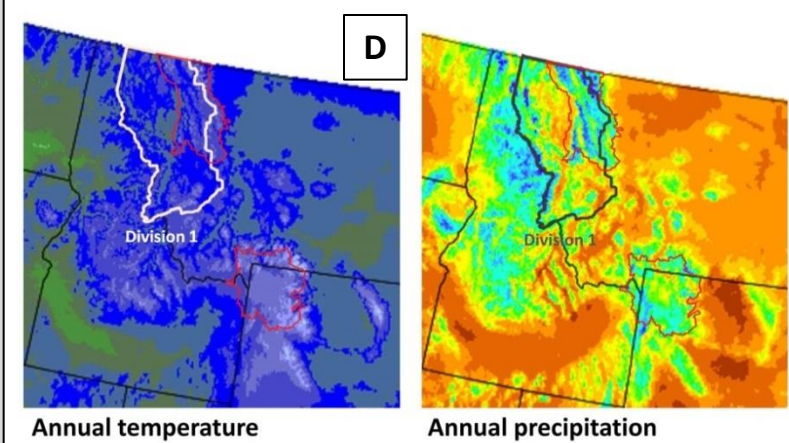 D
Division 1
Division 1
Annual temperature
Annual precipitation